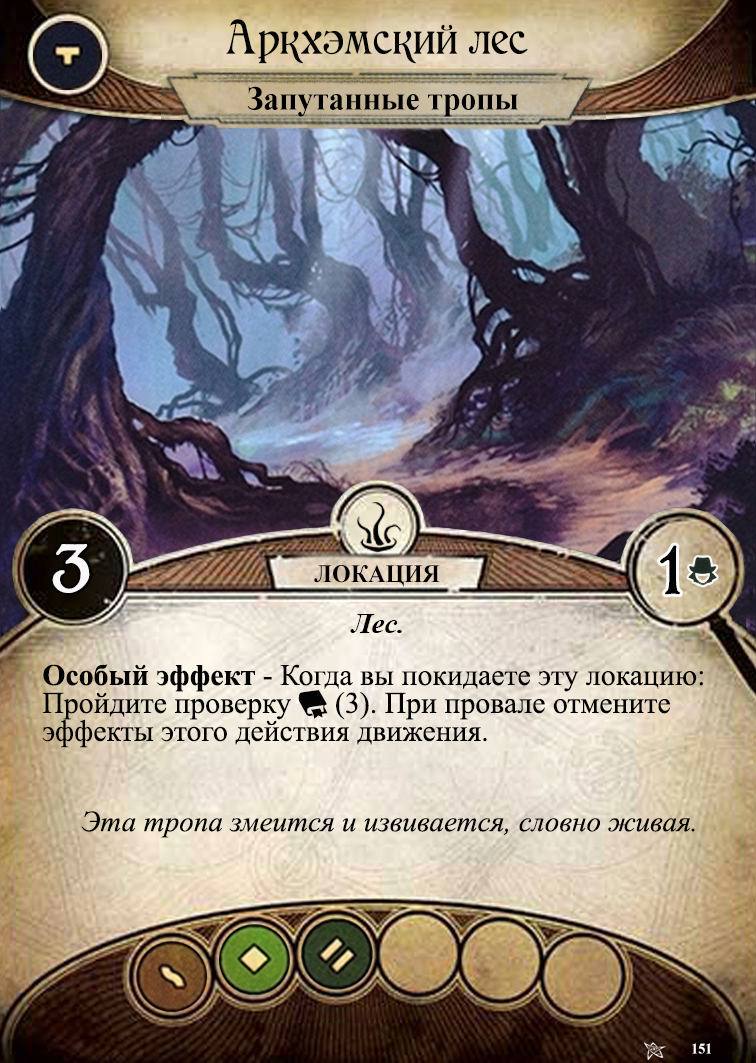 Аркхэмский лес
Запутанные тропы
3
ЛОКАЦИЯ
1
Лес.
Особый эффект - Когда вы покидаете эту локацию:
Пройдите проверку (3). При провале отмените
эффекты этого действия движения.
Эта тропа змеится и извивается, словно живая.
151